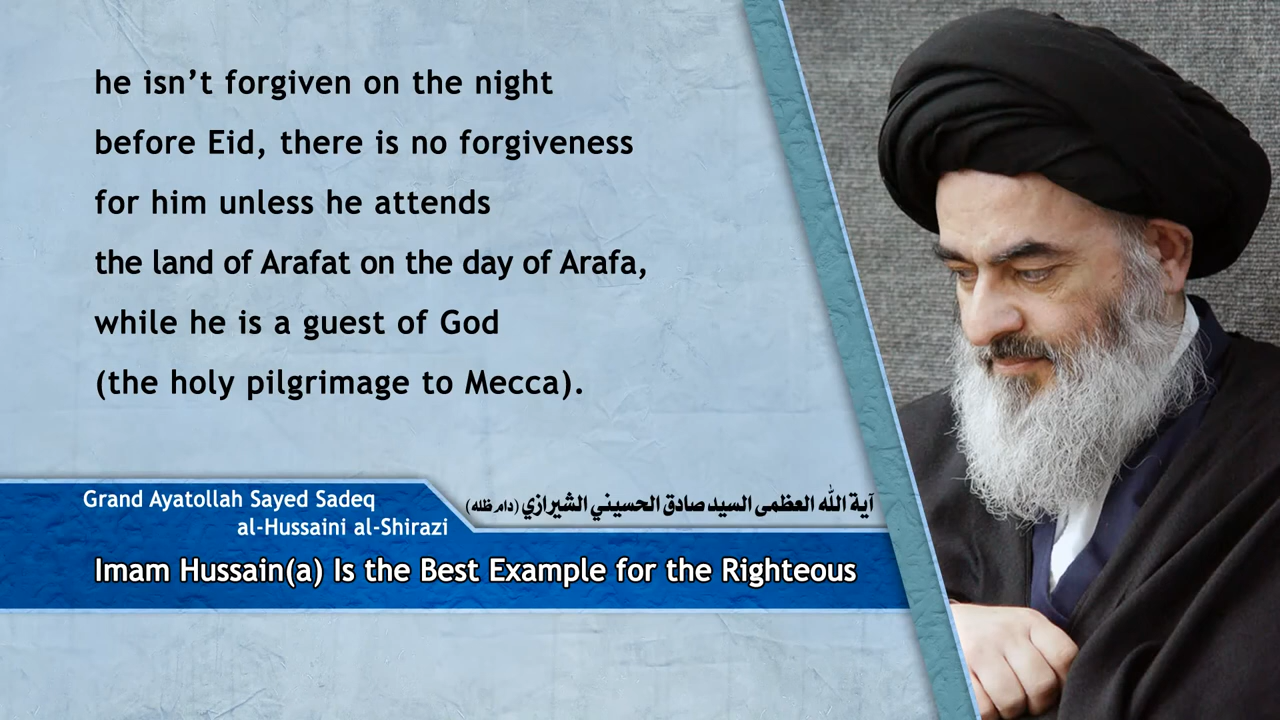 he isn’t forgiven on the night
before Eid, there is no forgiveness
for him unless he attends
the land of Arafat on the day of Arafa,
while he is a guest of God
(the holy pilgrimage to Mecca).
Grand Ayatollah Sayed Sadeq
al-Hussaini al-Shirazi
آية الله العظمى السيد صادق الحسيني الشيرازي (دام ظله)
Imam Hussain(a) Is the Best Example for the Righteous